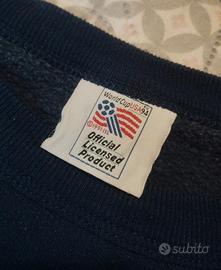 WorldCupUSA94
Official
Licensed
Product
subito